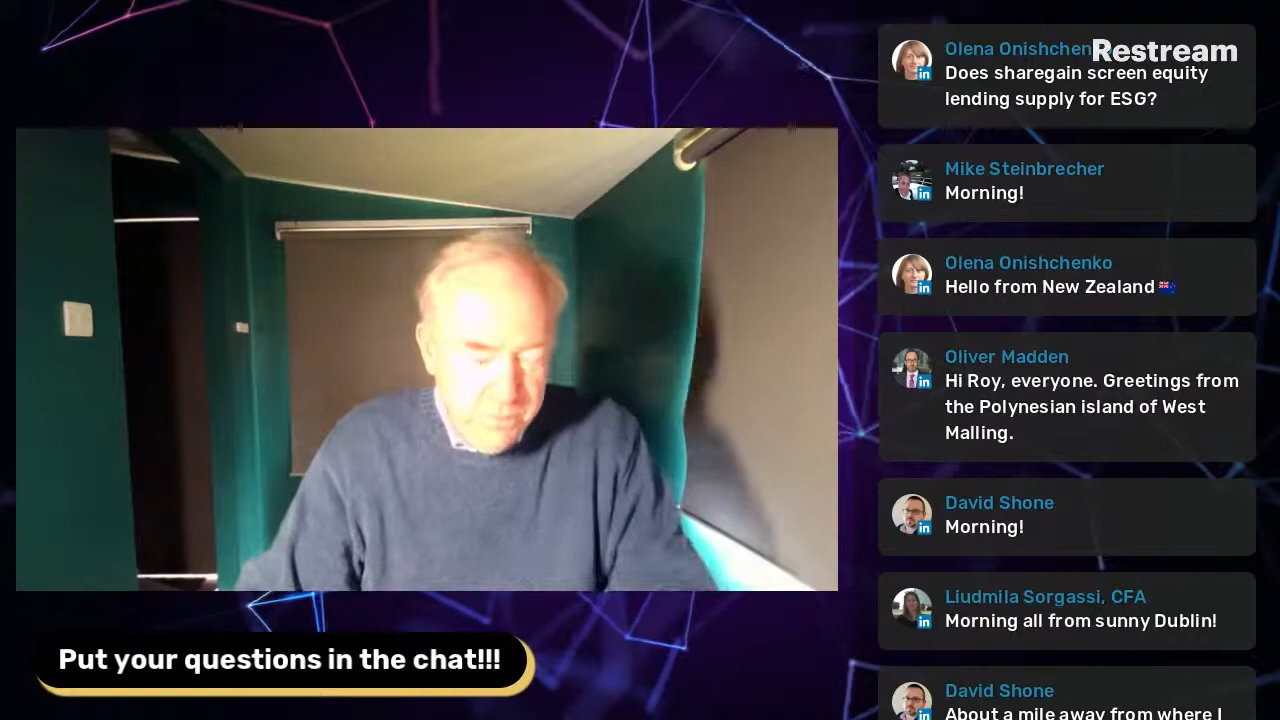 Restream
Olena Onishchen
Does sharegain screen equity
lending supply for ESG?
Mike Steinbrecher
Morning!
Olena Onishchenko
Hello from New Zealand 🇳🇿
Oliver Madden
Hi Roy, everyone. Greetings from
the Polynesian island of West
Malling.
David Shone
Morning!
Liudmila Sorgassi, CFA
Morning all from sunny Dublin!
David Shone
About a mile away from where I
Put your questions in the chat!!!